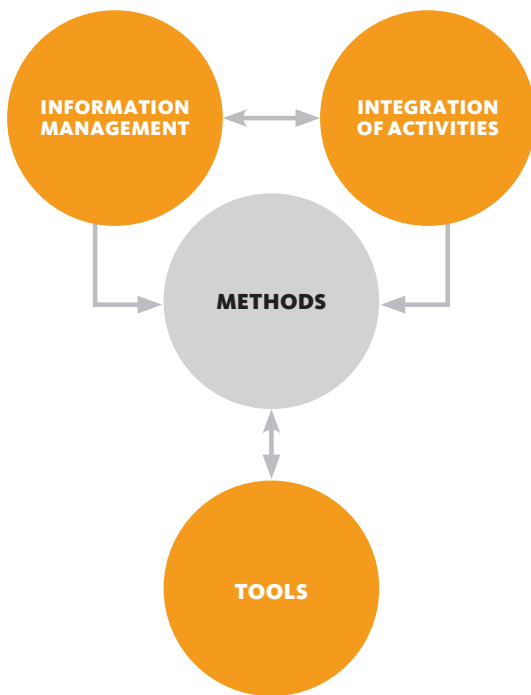 INFORMATION
MANAGEMENT
INTEGRATION
OF ACTIVITIES
METHODS
TOOLS